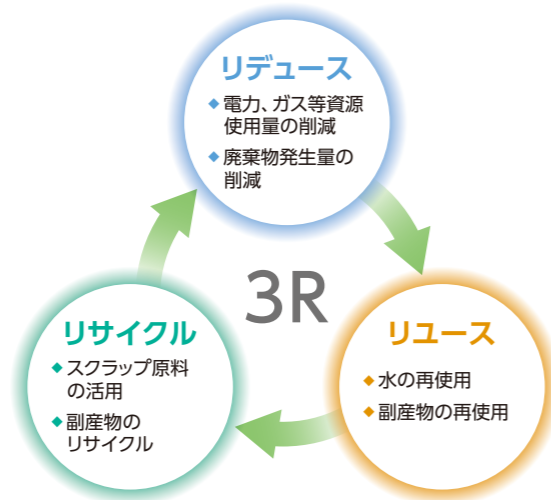 リデュース
◆電力、ガス等資源
使用量の削減
◆廃棄物発生量の
削減
3R
リサイクル
◆スクラップ原料
の活用
◆副産物の
リサイクル
リユース
◆水の再使用
◆副産物の再使用